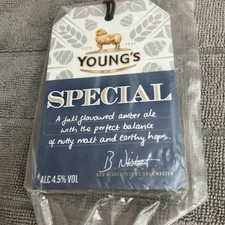 YOUNG'S
SPECIAL
A full flavoured amber ale
with the perfect balance
of nutty malt and earthy hops.
ALC 4.5% VOL